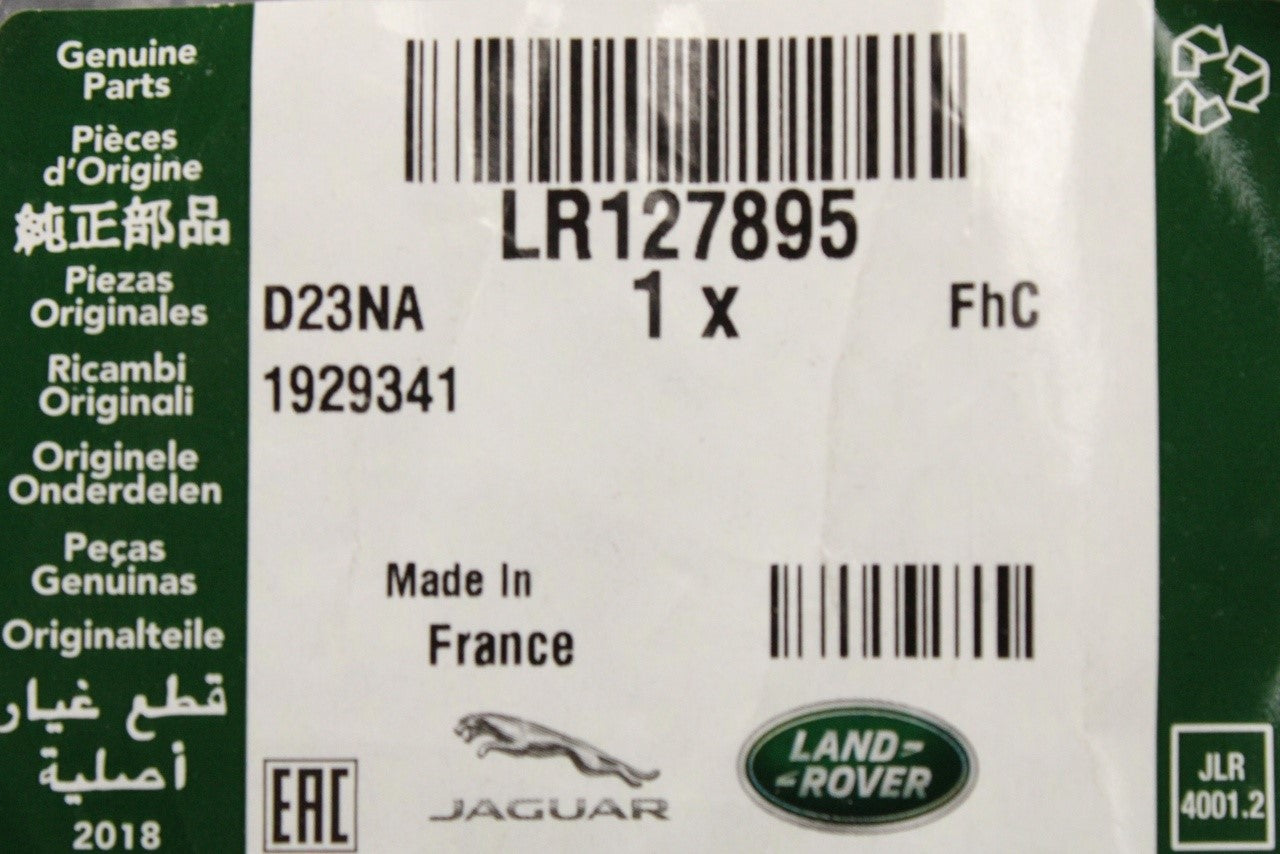 Genuine
Parts
Pièces
d'Origine
純正部品
Piezas
Originales
Ricambi
Originali
Originele
Onderdelen
Peças
Genuinas
Originalteile
قطع غيار
أصلية
2018
LR127895
D23NA
1 x
FhC
1929341
Made In
France
EAC
JAGUAR
LAND-
-ROVER
JLR
4001.2